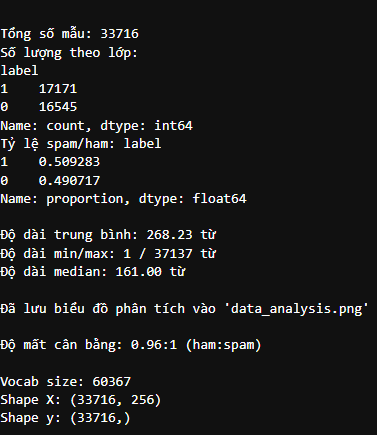 Tổng số mẫu: 33716
Số lượng theo lớp:
label
1    17171
0    16545
Name: count, dtype: int64
Tỷ lệ spam/ham: label
1    0.509283
0    0.490717
Name: proportion, dtype: float64
Độ dài trung bình: 268.23 từ
Độ dài min/max: 1 / 37137 từ
Độ dài median: 161.00 từ
Đã lưu biểu đồ phân tích vào 'data_analysis.png'
Độ mất cân bằng: 0.96:1 (ham:spam)
Vocab size: 60367
Shape X: (33716, 256)
Shape y: (33716,)